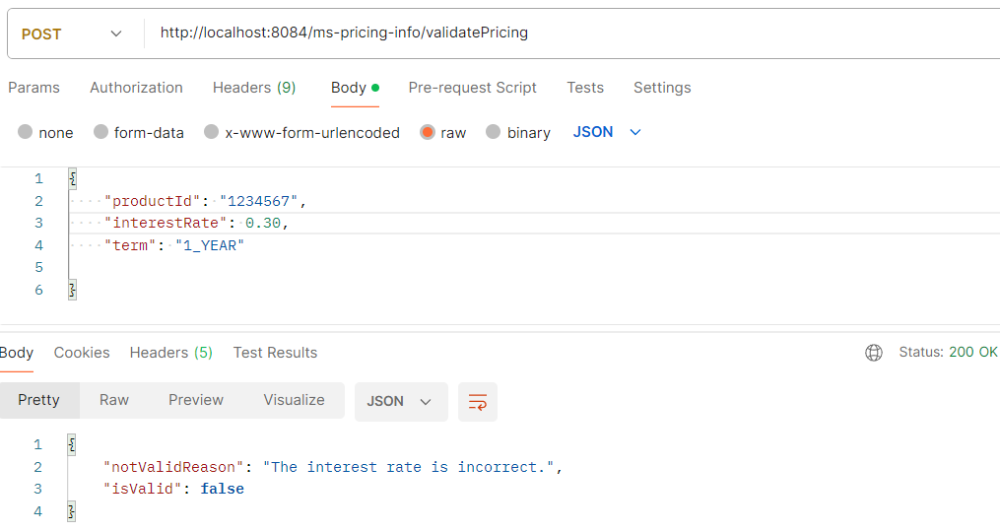 POST http://localhost:8084/ms-pricing-info/validatePricing
Params Authorization Headers (9) Body Pre-request Script Tests Settings
none form-data x-www-form-urlencoded raw binary JSON
1 {
2 "productId": "1234567",
3 "interestRate": 0.30,
4 "term": "1_YEAR"
5
6 }
Body Cookies Headers (5) Test Results Status: 200 OK
Pretty Raw Preview Visualize JSON
1 {
2 "notValidReason": "The interest rate is incorrect.",
3 "isValid": false
4 }